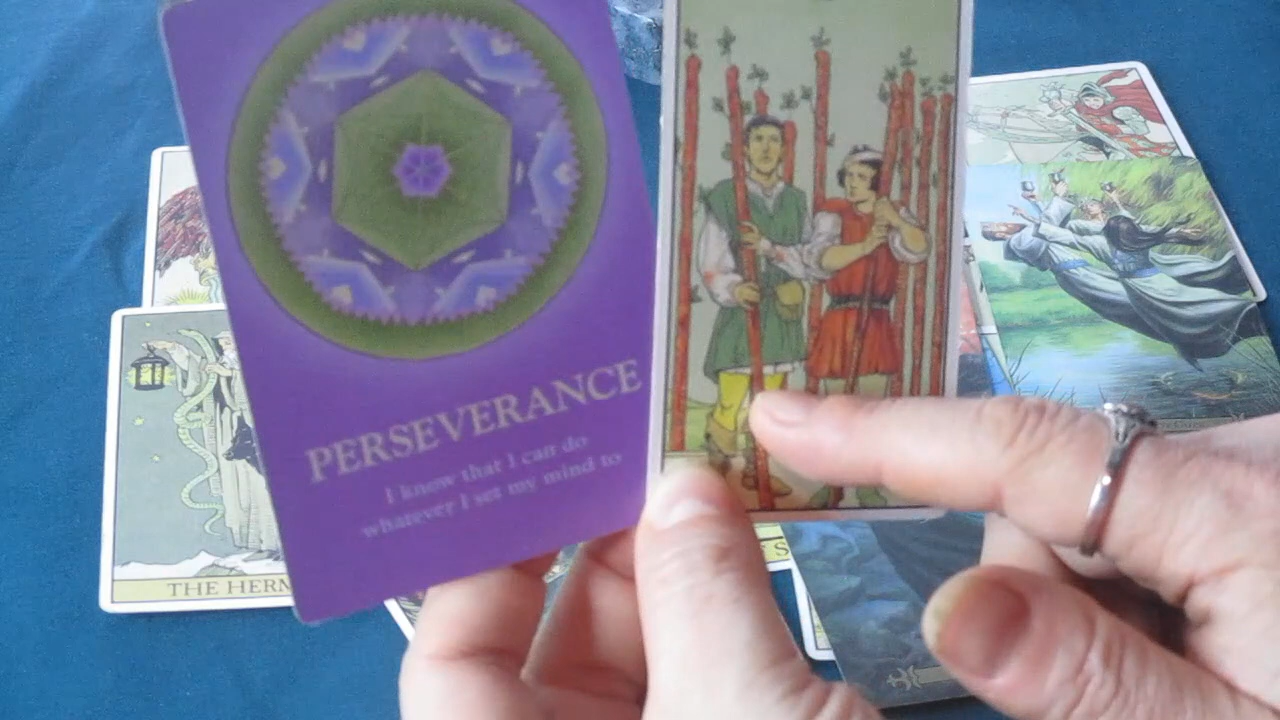 PERSEVERANCE
I know that I can do
whatever I set my mind to
THE HERM
S